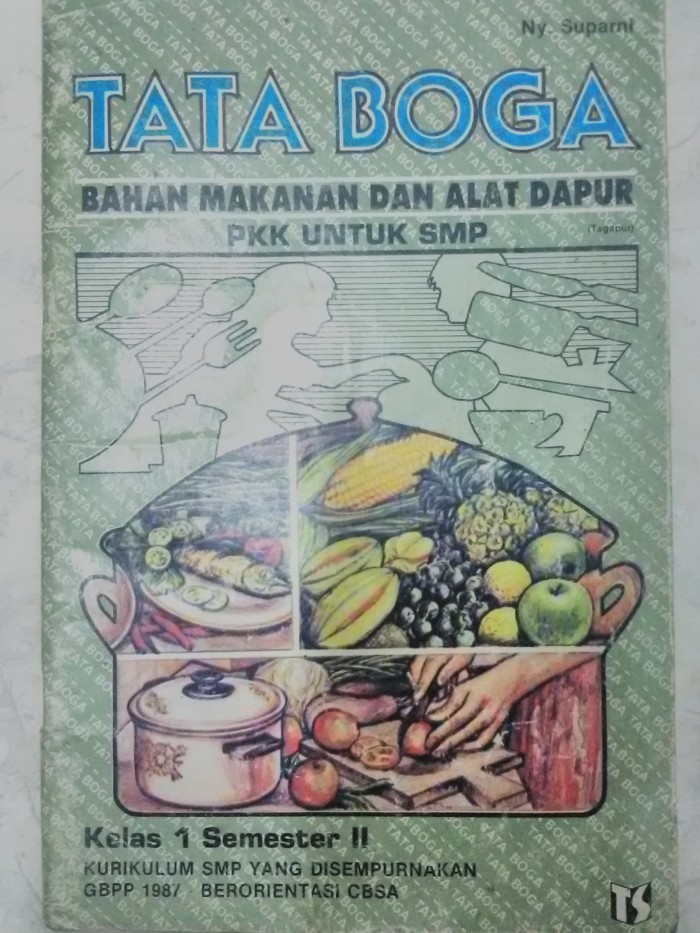 Ny. Suparni
TATA BOGA
BAHAN MAKANAN DAN ALAT DAPUR
PKK UNTUK SMP
(Tagapur)
Kelas 1 Semester II
KURIKULUM SMP YANG DISEMPURNAKAN
GBPP 1987 BERORIENTASI CBSA
TS